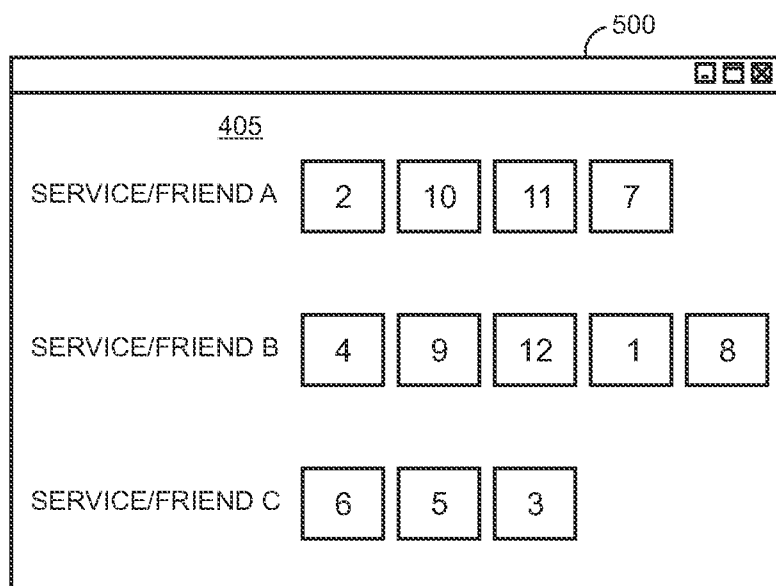 500
405
SERVICE/FRIEND A 2 10 11 7
SERVICE/FRIEND B 4 9 12 1 8
SERVICE/FRIEND C 6 5 3